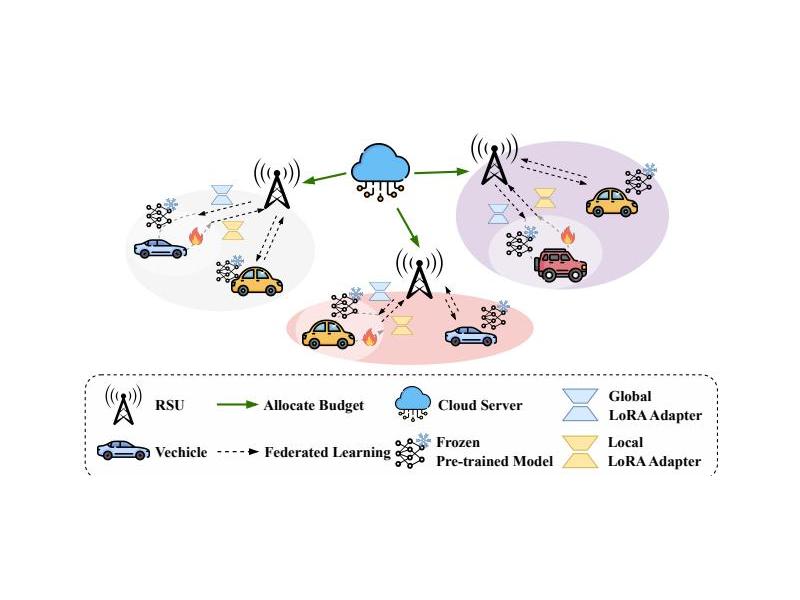 RSU
Allocate Budget
Cloud Server
Global
LoRA Adapter
Vechicle
Federated Learning
Frozen
Pre-trained Model
Local
LoRA Adapter